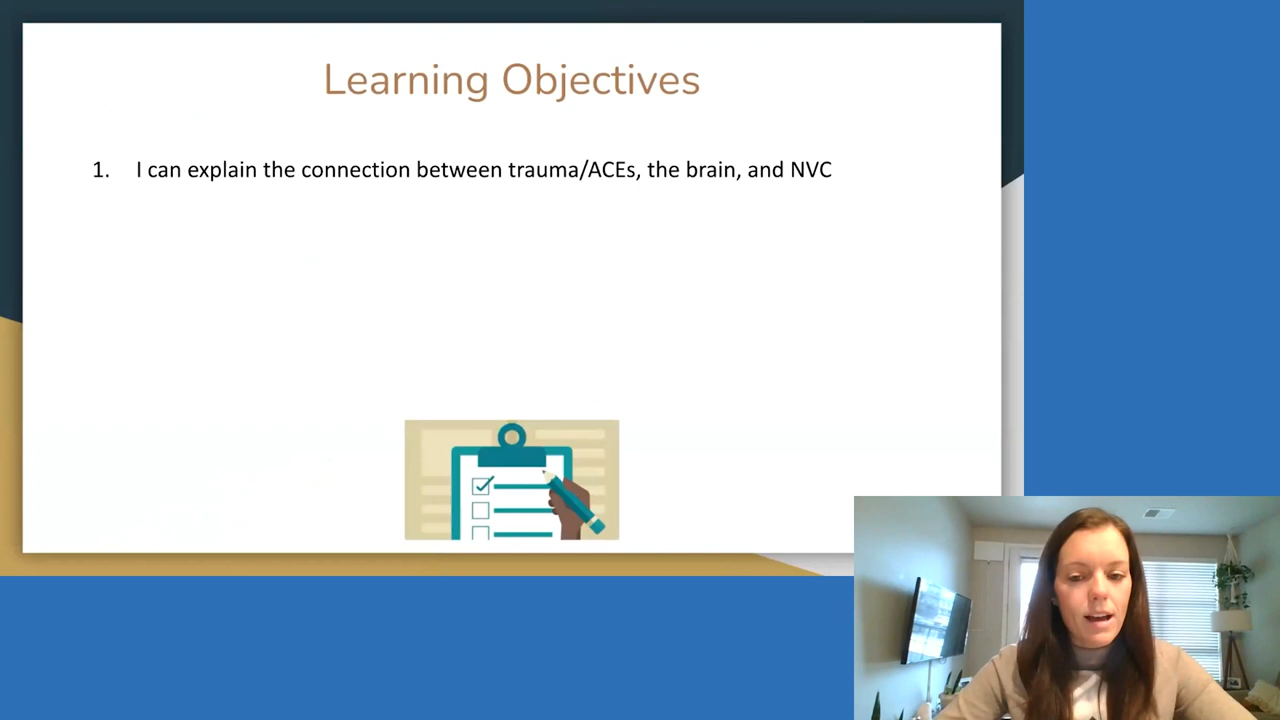 Learning Objectives
1. I can explain the connection between trauma/ACEs, the brain, and NVC